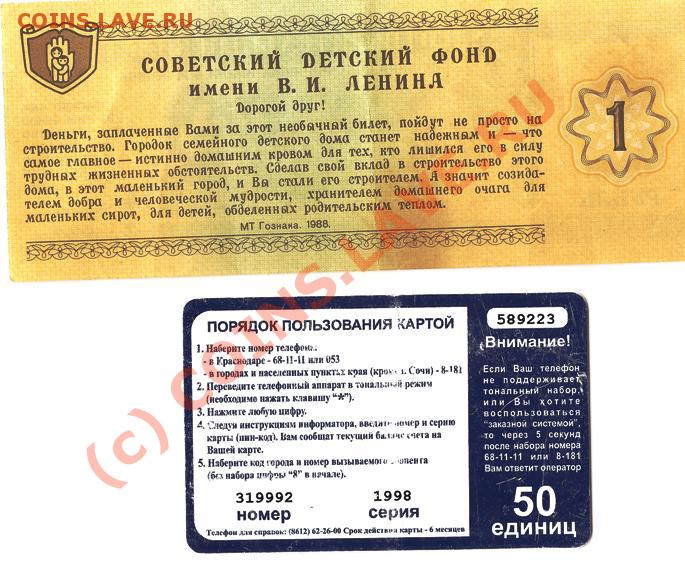 COINS.LAVE.RU
СОВЕТСКИЙ ДЕТСКИЙ ФОНД
имени В. И. ЛЕНИНА
Дорогой друг!
Деньги, заплаченные Вами за этот необычный билет, пойдут не просто на
строительство. Городок семейного детского дома станет надежным и — что
самое главное — истинно домашним кровом для тех, кто лишился его в силу
трудных жизненных обстоятельств. Сделав свой вклад в строительство этого
дома, в этот маленький город, и Вы стали его строителем. А значит созида-
телем добра и человеческой мудрости, хранителем домашнего очага для
маленьких сирот, для детей, обделенных родительским теплом.
МТ Гознака. 1988.
1
(c) COINS.LAVE.RU
ПОРЯДОК ПОЛЬЗОВАНИЯ КАРТОЙ
1. Наберите номер телефона:
- в Краснодаре - 68-11-11 или 053
- в городах и населенных пунктах края (кроме г. Сочи) - 8-181
2. Переведите телефонный аппарат в тональный режим
(необходимо нажать клавишу "*").
3. Нажмите любую цифру.
4. Следуя инструкциям информатора, введите номер и серию
карты (пин-код). Вам сообщат текущий баланс счета на
Вашей карте.
5. Наберите код города и номер вызываемого абонента
(без набора цифры "8" в начале).
319992 1998
номер серия
Телефон для справок: (8612) 62-26-00 Срок действия карты - 6 месяцев
589223
Внимание!
Если Ваш телефон
не поддерживает
тональный набор,
или Вы хотите
воспользоваться
"заказной системой"
то через 5 секунд
после набора номера
68-11-11 или 8-181
Вам ответит оператор
50
единиц